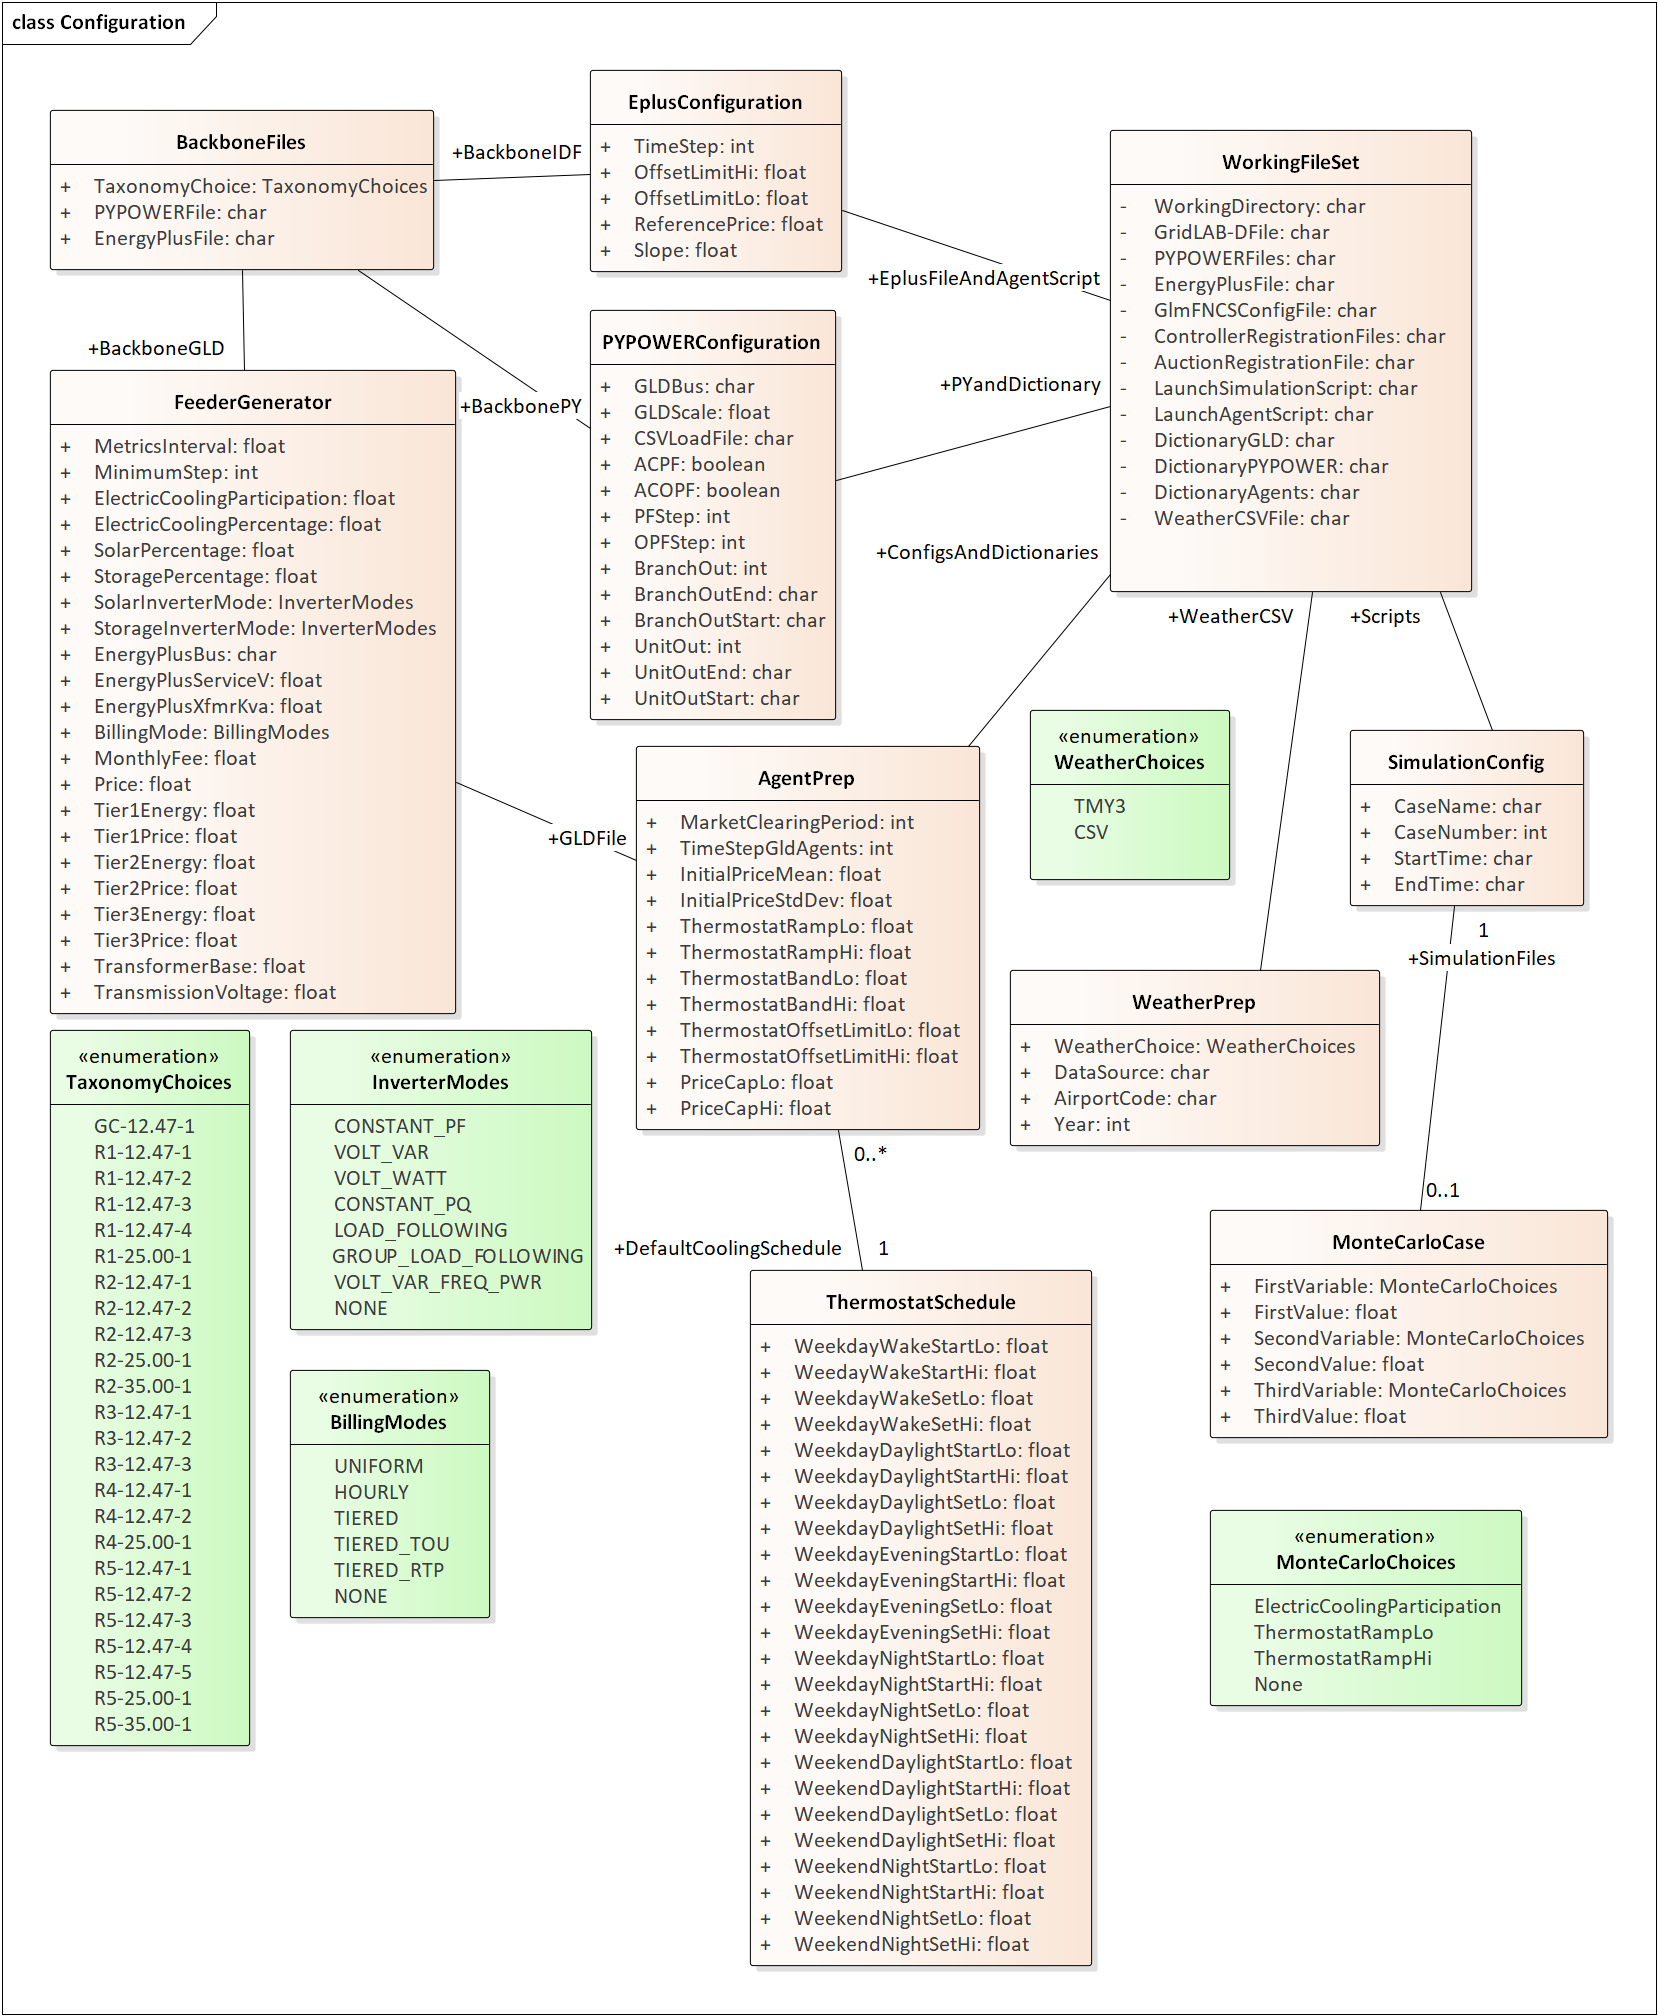 class Configuration
BackboneFiles
+ TaxonomyChoice: TaxonomyChoices
+ PYPOWERFile: char
+ EnergyPlusFile: char
+BackboneIDF
EplusConfiguration
+ TimeStep: int
+ OffsetLimitHi: float
+ OffsetLimitLo: float
+ ReferencePrice: float
+ Slope: float
+EplusFileAndAgentScript
WorkingFileSet
- WorkingDirectory: char
- GridLAB-DFile: char
- PYPOWERFiles: char
- EnergyPlusFile: char
- GlmFNCSConfigFile: char
- ControllerRegistrationFiles: char
- AuctionRegistrationFile: char
- LaunchSimulationScript: char
- LaunchAgentScript: char
- DictionaryGLD: char
- DictionaryPYPOWER: char
- DictionaryAgents: char
- WeatherCSVFile: char
+BackboneGLD
+BackbonePY
PYPOWERConfiguration
+ GLDBus: char
+ GLDScale: float
+ CSVLoadFile: char
+ ACPF: boolean
+ ACOPF: boolean
+ PFStep: int
+ OPFStep: int
+ BranchOut: int
+ BranchOutEnd: char
+ BranchOutStart: char
+ UnitOut: int
+ UnitOutEnd: char
+ UnitOutStart: char
+PYandDictionary
+ConfigsAndDictionaries
+WeatherCSV
+Scripts
FeederGenerator
+ MetricsInterval: float
+ MinimumStep: int
+ ElectricCoolingParticipation: float
+ ElectricCoolingPercentage: float
+ SolarPercentage: float
+ StoragePercentage: float
+ SolarInverterMode: InverterModes
+ StorageInverterMode: InverterModes
+ EnergyPlusBus: char
+ EnergyPlusServiceV: float
+ EnergyPlusXfmrKva: float
+ BillingMode: BillingModes
+ MonthlyFee: float
+ Price: float
+ Tier1Energy: float
+ Tier1Price: float
+ Tier2Energy: float
+ Tier2Price: float
+ Tier3Energy: float
+ Tier3Price: float
+ TransformerBase: float
+ TransmissionVoltage: float
+GLDFile
AgentPrep
+ MarketClearingPeriod: int
+ TimeStepGldAgents: int
+ InitialPriceMean: float
+ InitialPriceStdDev: float
+ ThermostatRampLo: float
+ ThermostatRampHi: float
+ ThermostatBandLo: float
+ ThermostatBandHi: float
+ ThermostatOffsetLimitLo: float
+ ThermostatOffsetLimitHi: float
+ PriceCapLo: float
+ PriceCapHi: float
«enumeration»
WeatherChoices
TMY3
CSV
SimulationConfig
+ CaseName: char
+ CaseNumber: int
+ StartTime: char
+ EndTime: char
1
+SimulationFiles
0..1
WeatherPrep
+ WeatherChoice: WeatherChoices
+ DataSource: char
+ AirportCode: char
+ Year: int
«enumeration»
TaxonomyChoices
GC-12.47-1
R1-12.47-1
R1-12.47-2
R1-12.47-3
R1-12.47-4
R1-25.00-1
R2-12.47-1
R2-12.47-2
R2-12.47-3
R2-25.00-1
R2-35.00-1
R3-12.47-1
R3-12.47-2
R3-12.47-3
R4-12.47-1
R4-12.47-2
R4-25.00-1
R5-12.47-1
R5-12.47-2
R5-12.47-3
R5-12.47-4
R5-12.47-5
R5-25.00-1
R5-35.00-1
«enumeration»
InverterModes
CONSTANT_PF
VOLT_VAR
VOLT_WATT
CONSTANT_PQ
LOAD_FOLLOWING
GROUP_LOAD_FOLLOWING
VOLT_VAR_FREQ_PWR
NONE
«enumeration»
BillingModes
UNIFORM
HOURLY
TIERED
TIERED_TOU
TIERED_RTP
NONE
0..*
+DefaultCoolingSchedule
1
ThermostatSchedule
+ WeekdayWakeStartLo: float
+ WeedayWakeStartHi: float
+ WeekdayWakeSetLo: float
+ WeekdayWakeSetHi: float
+ WeekdayDaylightStartLo: float
+ WeekdayDaylightStartHi: float
+ WeekdayDaylightSetLo: float
+ WeekdayDaylightSetHi: float
+ WeekdayEveningStartLo: float
+ WeekdayEveningStartHi: float
+ WeekdayEveningSetLo: float
+ WeekdayEveningSetHi: float
+ WeekdayNightStartLo: float
+ WeekdayNightStartHi: float
+ WeekdayNightSetLo: float
+ WeekdayNightSetHi: float
+ WeekendDaylightStartLo: float
+ WeekendDaylightStartHi: float
+ WeekendDaylightSetLo: float
+ WeekendDaylightSetHi: float
+ WeekendNightStartLo: float
+ WeekendNightStartHi: float
+ WeekendNightSetLo: float
+ WeekendNightSetHi: float
MonteCarloCase
+ FirstVariable: MonteCarloChoices
+ FirstValue: float
+ SecondVariable: MonteCarloChoices
+ SecondValue: float
+ ThirdVariable: MonteCarloChoices
+ ThirdValue: float
«enumeration»
MonteCarloChoices
ElectricCoolingParticipation
ThermostatRampLo
ThermostatRampHi
None